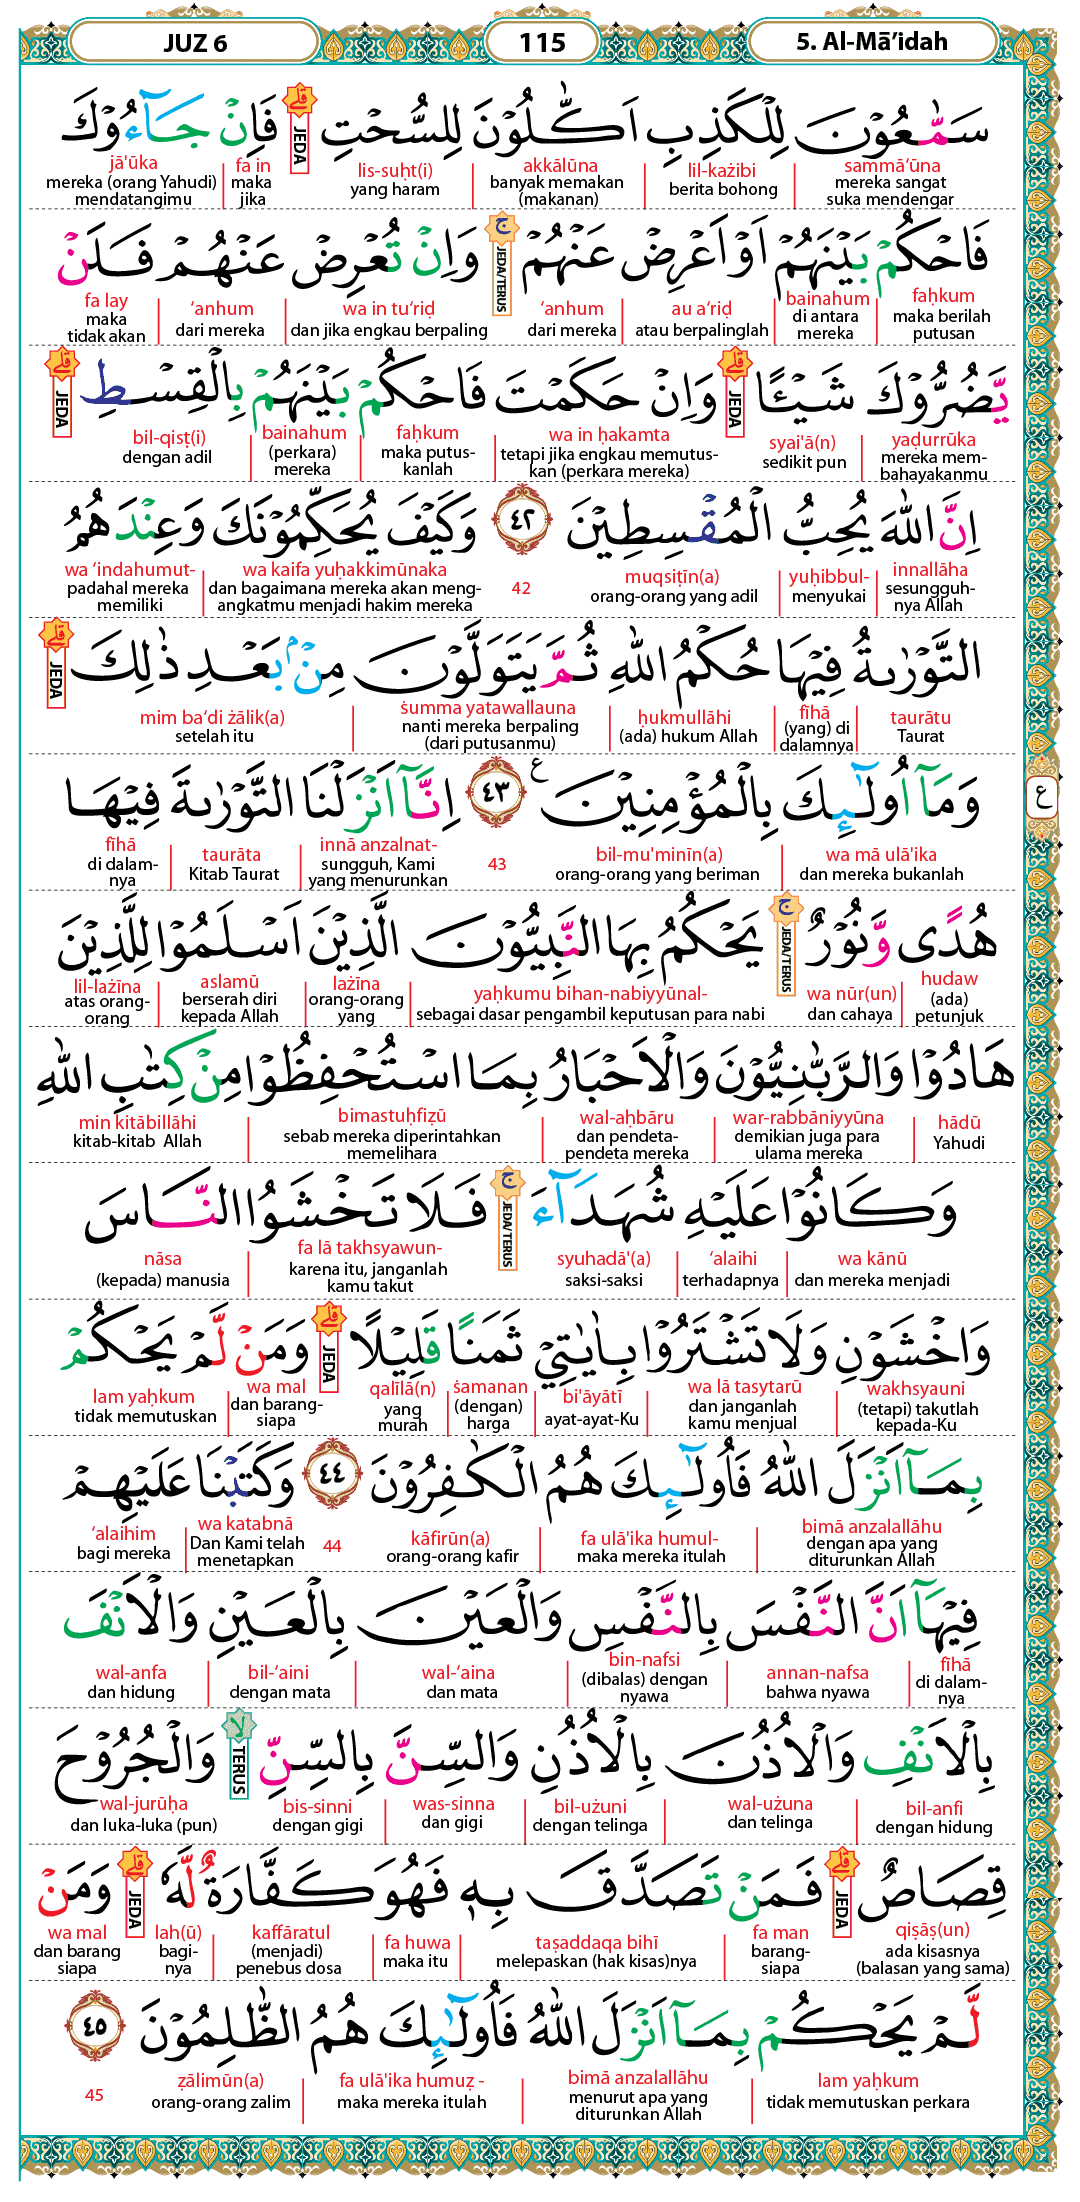 JUZ 6 115 5. Al-Mā’idah
سَمّٰعُوْنَ لِلْكَذِبِ اَكّٰلُوْنَ لِلسُّحْتِۗ فَاِنْ جَاۤءُوْكَ
sammā‘ūna lil-każibi akkālūna lis-suḥt(i) JEDA fa in jā'ūka
mereka sangat suka mendengar berita bohong banyak memakan (makanan) yang haram maka jika mereka (orang Yahudi) mendatangimu
فَاحْكُمْ بَيْنَهُمْ اَوْ اَعْرِضْ عَنْهُمْۚ وَاِنْ تُعْرِضْ عَنْهُمْ فَلَنْ
faḥkum bainahum au a‘riḍ ‘anhum JEDA/TERUS wa in tu‘riḍ ‘anhum fa lay
maka berilah putusan di antara mereka atau berpalinglah dari mereka dan jika engkau berpaling dari mereka maka tidak akan
يَّضُرُّوْكَ شَيْـًٔاۗ وَاِنْ حَكَمْتَ فَاحْكُمْ بَيْنَهُمْ بِالْقِسْطِۗ
yaḍurrūka syai'ā(n) JEDA wa in ḥakamta faḥkum bainahum bil-qisṭ(i) JEDA
mereka mem-bahayakanmu sedikit pun tetapi jika engkau memutus-kan (perkara mereka) maka putus-kanlah (perkara) mereka dengan adil
اِنَّ اللّٰهَ يُحِبُّ الْمُقْسِطِيْنَ ٤٢ وَكَيْفَ يُحَكِّمُوْنَكَ وَعِنْدَهُمُ
innallāha yuḥibbul- muqsiṭīn(a) 42 wa kaifa yuḥakkimūnaka wa ‘indahumut-
sesungguh-nya Allah menyukai orang-orang yang adil dan bagaimana mereka akan meng-angkatmu menjadi hakim mereka padahal mereka memiliki
التَّوْرٰىةُ فِيْهَا حُكْمُ اللّٰهِ ثُمَّ يَتَوَلَّوْنَ مِنْۢ بَعْدِ ذٰلِكَۗ
taurātu fīhā ḥukmullāhi ṡumma yatawallauna mim ba‘di żālik(a) JEDA
Taurat (yang) di dalamnya (ada) hukum Allah nanti mereka berpaling (dari putusanmu) setelah itu
وَمَآ اُولٰۤىِٕكَ بِالْمُؤْمِنِيْنَ ࣖ ٤٣ اِنَّآ اَنْزَلْنَا التَّوْرٰىةَ فِيْهَا ع
wa mā ulā'ika bil-mu'minīn(a) 43 innā anzalnat- taurāta fīhā
dan mereka bukanlah orang-orang yang beriman sungguh, Kami yang menurunkan Kitab Taurat di dalam-nya
هُدًى وَّنُوْرٌۚ يَحْكُمُ بِهَا النَّبِيُّوْنَ الَّذِيْنَ اَسْلَمُوْا لِلَّذِيْنَ
hudaw wa nūr(un) JEDA/TERUS yaḥkumu bihan-nabiyyūnal- lażīna aslamū lil-lażīna
(ada) petunjuk dan cahaya sebagai dasar pengambil keputusan para nabi orang-orang yang berserah diri kepada Allah atas orang-orang
هَادُوْا وَالرَّبّٰنِيُّوْنَ وَالْاَحْبَارُ بِمَا اسْتُحْفِظُوْا مِنْ كِتٰبِ اللّٰهِ
hādū war-rabbāniyyūna wal-aḥbāru bimastuḥfiẓū min kitābillāhi
Yahudi demikian juga para ulama mereka dan pendeta-pendeta mereka sebab mereka diperintahkan memelihara kitab-kitab Allah
وَكَانُوْا عَلَيْهِ شُهَدَاۤءَۚ فَلَا تَخْشَوُا النَّاسَ
wa kānū ‘alaihi syuhadā'(a) JEDA/TERUS fa lā takhsyawun- nāsa
dan mereka menjadi terhadapnya saksi-saksi karena itu, janganlah kamu takut (kepada) manusia
وَاخْشَوْنِ وَلَا تَشْتَرُوْا بِاٰيٰتِيْ ثَمَنًا قَلِيْلًاۗ وَمَنْ لَّمْ يَحْكُمْ
wakhsyauni wa lā tasytarū bi'āyātī ṡamanan qalīlā(n) JEDA wa mal lam yaḥkum
(tetapi) takutlah kepada-Ku dan janganlah kamu menjual ayat-ayat-Ku (dengan) harga yang murah dan barang-siapa tidak memutuskan
بِمَآ اَنْزَلَ اللّٰهُ فَاُولٰۤىِٕكَ هُمُ الْكٰفِرُوْنَ ٤٤ وَكَتَبْنَا عَلَيْهِمْ
bimā anzalallāhu fa ulā'ika humul- kāfirūn(a) 44 wa katabnā ‘alaihim
dengan apa yang diturunkan Allah maka mereka itulah orang-orang kafir Dan Kami telah menetapkan bagi mereka
فِيْهَآ اَنَّ النَّفْسَ بِالنَّفْسِ وَالْعَيْنَ بِالْعَيْنِ وَالْاَنْفَ
fīhā annan-nafsa bin-nafsi wal-‘aina bil-‘aini wal-anfa
di dalam-nya bahwa nyawa (dibalas) dengan nyawa dan mata dengan mata dan hidung
بِالْاَنْفِ وَالْاُذُنَ بِالْاُذُنِ وَالسِّنَّ بِالسِّنِّۙ وَالْجُرُوْحَ
bil-anfi wal-użuna bil-użuni was-sinna bis-sinni TERUS wal-jurūḥa
dengan hidung dan telinga dengan telinga dan gigi dengan gigi dan luka-luka (pun)
قِصَاصٌۗ فَمَنْ تَصَدَّقَ بِهٖ فَهُوَ كَفَّارَةٌ لَّهٗۗ وَمَنْ
qiṣāṣ(un) JEDA fa man taṣaddaqa bihī fa huwa kaffāratul lah(ū) JEDA wa mal
ada kisasnya (balasan yang sama) barang-siapa melepaskan (hak kisas)nya maka itu (menjadi) penebus dosa bagi-nya dan barang siapa
لَّمْ يَحْكُمْ بِمَآ اَنْزَلَ اللّٰهُ فَاُولٰۤىِٕكَ هُمُ الظّٰلِمُوْنَ ٤٥
lam yaḥkum bimā anzalallāhu fa ulā'ika humuẓ - ẓālimūn(a) 45
tidak memutuskan perkara menurut apa yang diturunkan Allah maka mereka itulah orang-orang zalim